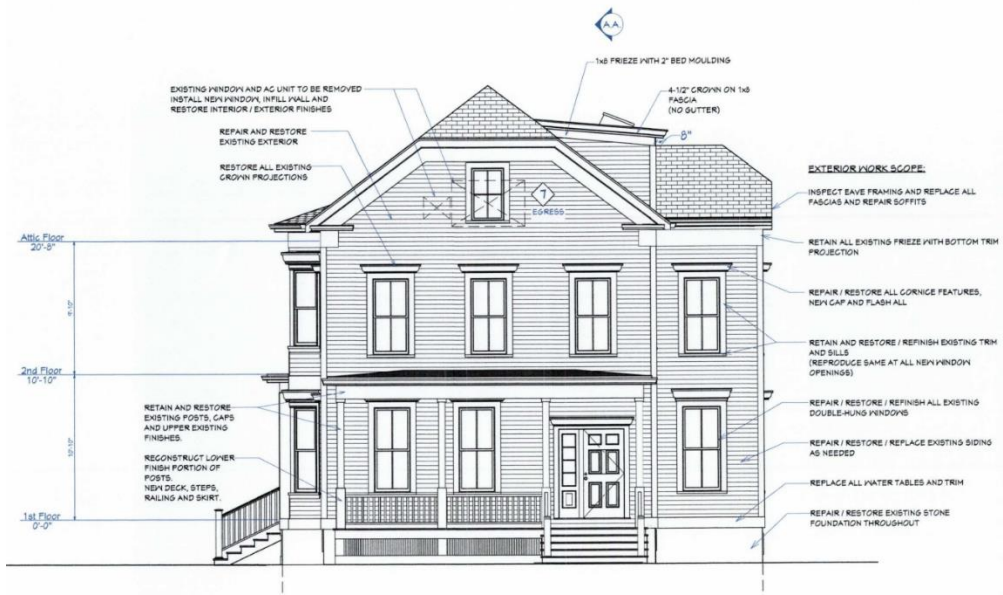 A.A.
1x8 FRIEZE WITH 2" BED MOULDING
EXISTING WINDOW AND AC UNIT TO BE REMOVED
INSTALL NEW WINDOW, INFILL WALL AND
RESTORE INTERIOR / EXTERIOR FINISHES
4-1/2" CROWN ON 1x6
FASCIA
(NO GUTTER)
8"
REPAIR AND RESTORE
EXISTING EXTERIOR
RESTORE ALL EXISTING
CROWN PROJECTIONS
7
EGRESS
EXTERIOR WORK SCOPE:
INSPECT EAVE FRAMING AND REPLACE ALL
FASCIAS AND REPAIR SOFFITS
Attic Floor
20'-8"
RETAIN ALL EXISTING FRIEZE WITH BOTTOM TRIM
PROJECTION
REPAIR / RESTORE ALL CORNICE FEATURES,
NEW CAP AND FLASH ALL
9'-10"
RETAIN AND RESTORE / REFINISH EXISTING TRIM
AND SILLS
(REPRODUCE SAME AT ALL NEW WINDOW
OPENINGS)
2nd Floor
10'-10"
RETAIN AND RESTORE
EXISTING POSTS, CAPS
AND UPPER EXISTING
FINISHES.
REPAIR / RESTORE / REFINISH ALL EXISTING
DOUBLE-HUNG WINDOWS
10'-10"
REPAIR / RESTORE / REPLACE EXISTING SIDING
AS NEEDED
RECONSTRUCT LOWER
FINISH PORTION OF
POSTS.
NEW DECK, STEPS,
RAILING AND SKIRT.
REPLACE ALL WATER TABLES AND TRIM
1st Floor
0'-0"
REPAIR / RESTORE EXISTING STONE
FOUNDATION THROUGHOUT